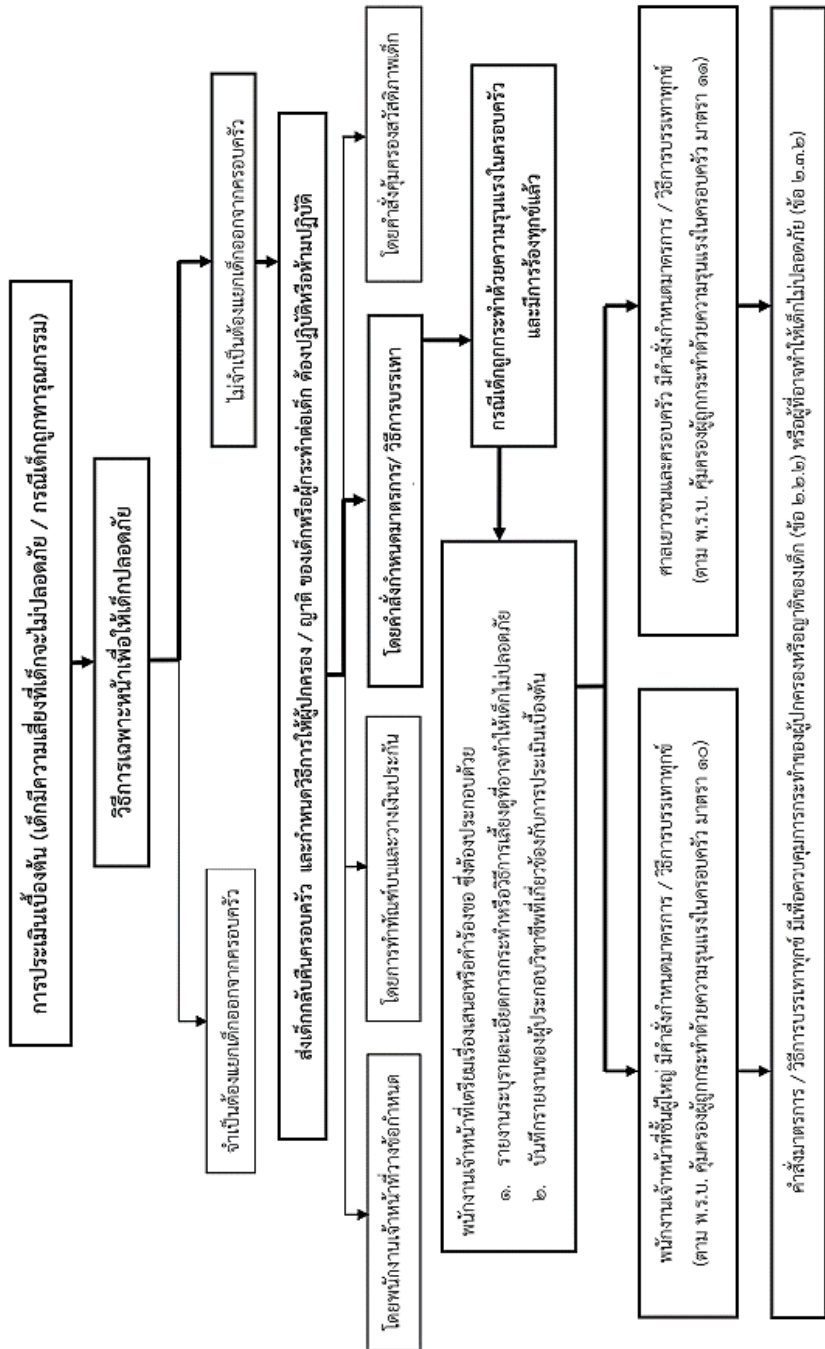 การประเมินเบื้องต้น (เด็กมีความเสี่ยงที่เด็กจะไม่ปลอดภัย / กรณีเด็กถูกทารุณกรรม)
วิธีการเฉพาะหน้าเพื่อให้เด็กปลอดภัย
จำเป็นต้องแยกเด็กออกจากครอบครัว
ไม่จำเป็นต้องแยกเด็กออกจากครอบครัว
ส่งเด็กกลับคืนครอบครัว และกำหนดวิธีการให้ผู้ปกครอง / ญาติ ของเด็กหรือผู้กระทำต่อเด็ก ต้องปฏิบัติหรือห้ามปฏิบัติ
โดยพนักงานเจ้าหน้าที่วางข้อกำหนด
โดยการทำทัณฑ์บนและวางเงินประกัน
โดยคำสั่งกำหนดมาตรการ/ วิธีการบรรเทา
โดยคำสั่งคุ้มครองสวัสดิภาพเด็ก
กรณีเด็กถูกกระทำด้วยความรุนแรงในครอบครัว
และมีการร้องทุกข์แล้ว
พนักงานเจ้าหน้าที่เตรียมเรื่องเสนอหรือคำร้องขอ ซึ่งต้องประกอบด้วย
๑. รายงานระบุรายละเอียดการกระทำหรือวิธีการเลี้ยงดูที่อาจทำให้เด็กไม่ปลอดภัย
๒. บันทึกรายงานของผู้ประกอบวิชาชีพที่เกี่ยวข้องกับการประเมินเบื้องต้น
พนักงานเจ้าหน้าที่ชั้นผู้ใหญ่ มีคำสั่งกำหนดมาตรการ / วิธีการบรรเทาทุกข์
(ตาม พ.ร.บ. คุ้มครองผู้ถูกกระทำด้วยความรุนแรงในครอบครัว มาตรา ๑๐)
ศาลเยาวชนและครอบครัว มีคำสั่งกำหนดมาตรการ / วิธีการบรรเทาทุกข์
(ตาม พ.ร.บ. คุ้มครองผู้ถูกกระทำด้วยความรุนแรงในครอบครัว มาตรา ๑๑)
คำสั่งมาตรการ / วิธีการบรรเทาทุกข์ มีเพื่อควบคุมการกระทำของผู้ปกครองหรือญาติของเด็ก (ข้อ ๒.๒.๒) หรือผู้ที่อาจทำให้เด็กไม่ปลอดภัย (ข้อ ๒.๓.๒)